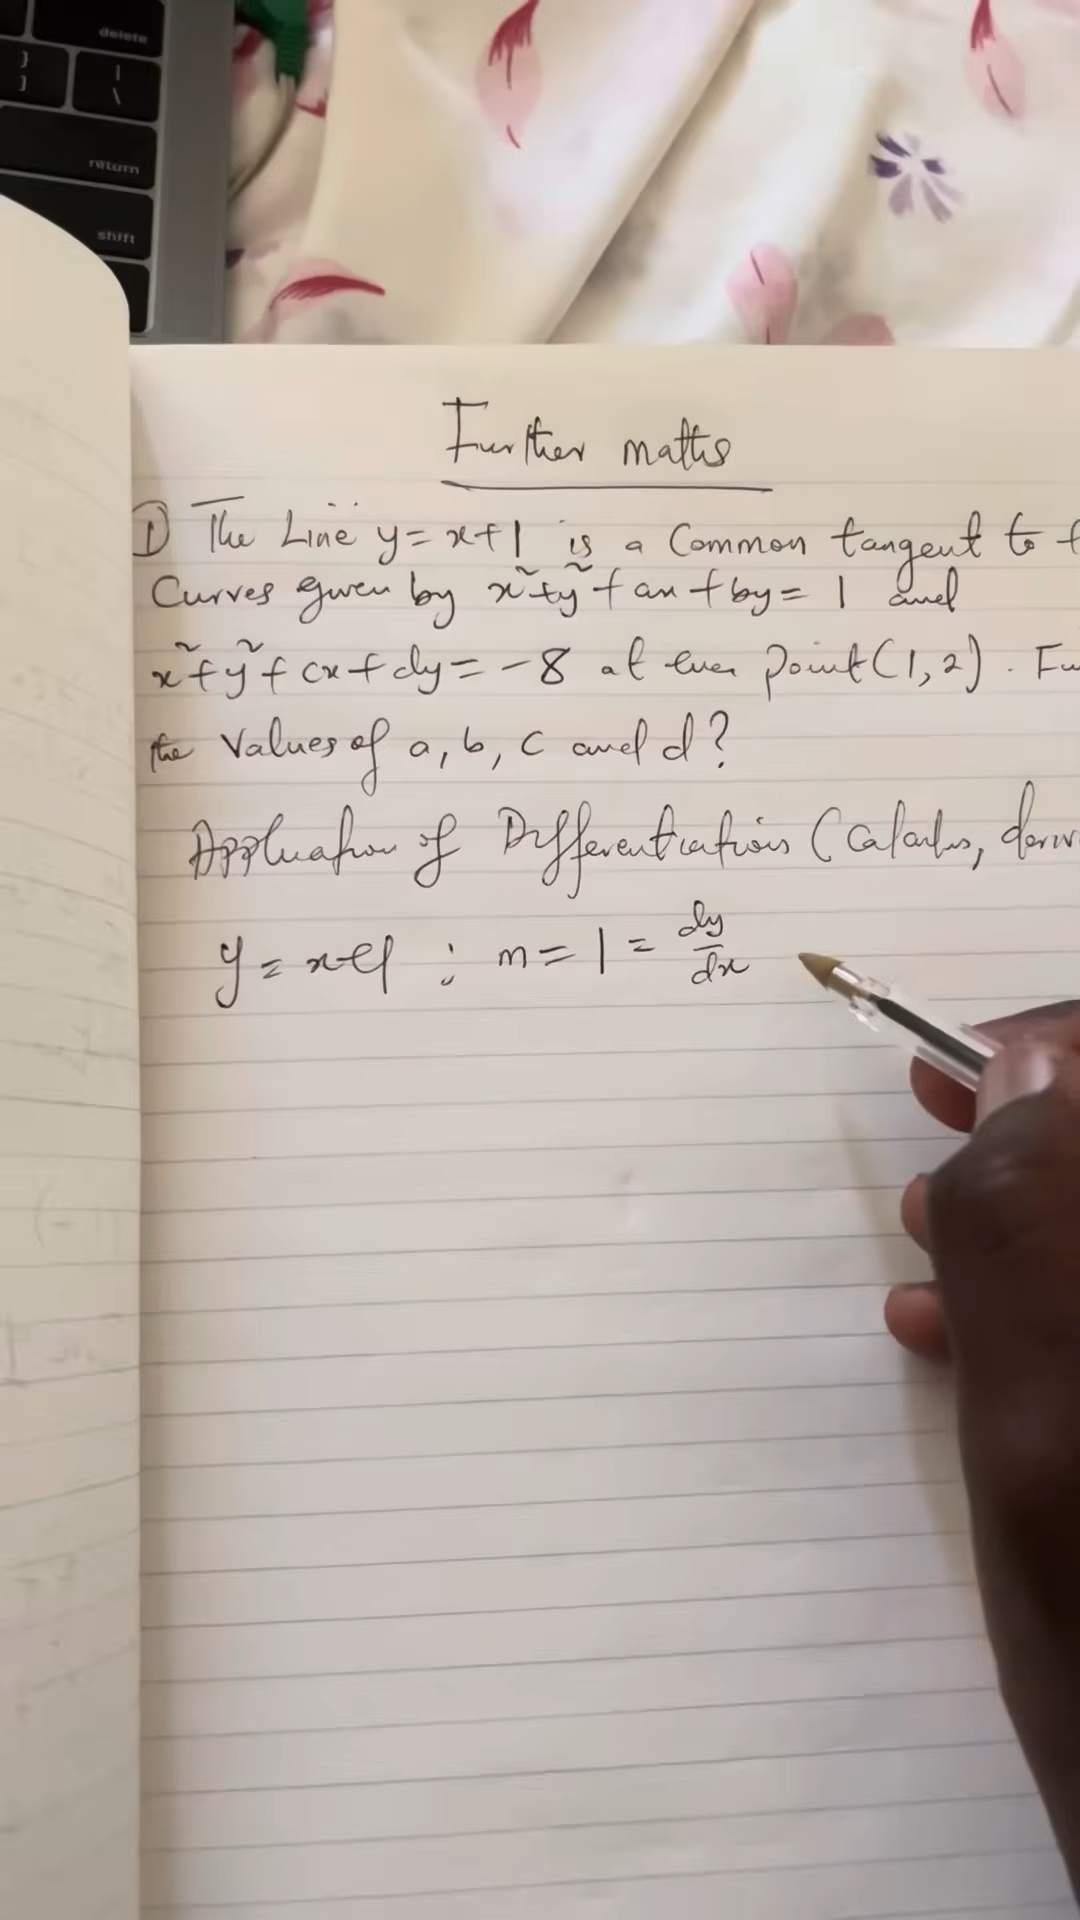 delete
}
]
|
\
return
shift
Further maths
① The Line y = x+1 is a Common tangent to
Curves given by x²+y²+ax+by = 1 and
x²+y²+cx+dy = -8 at point (1,2).
the values of a, b, c and d?
Application of Differentiation (Calculus,
y = x+1 ; m = 1 = dy/dx